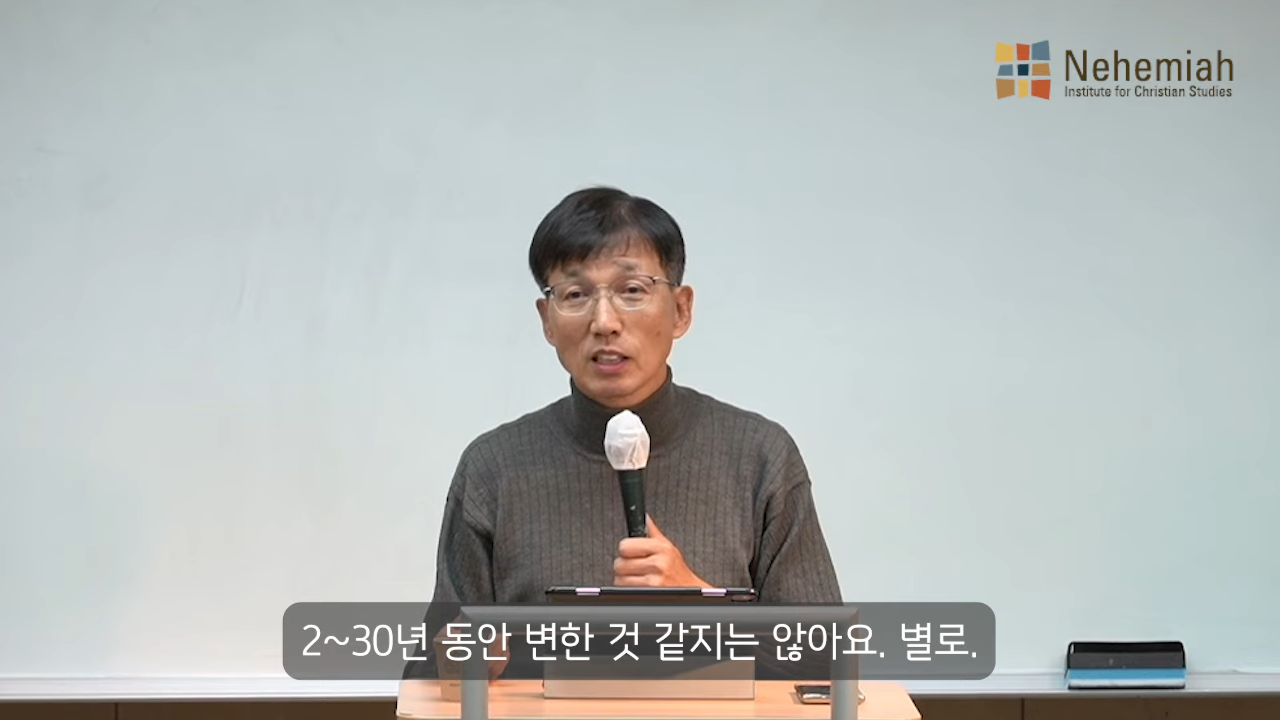 Nehemiah
Institute for Christian Studies
2~30년 동안 변한 것 같지는 않아요. 별로.